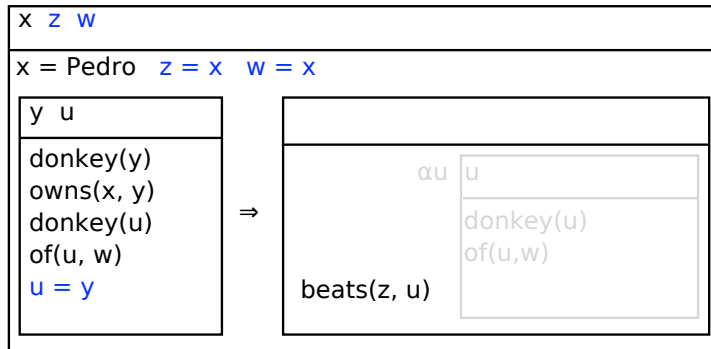 x z w
x = Pedro z = x w = x
y u
donkey(y)
owns(x, y)
donkey(u)
of(u, w)
u = y
⇒
αu u
donkey(u)
of(u,w)
beats(z, u)